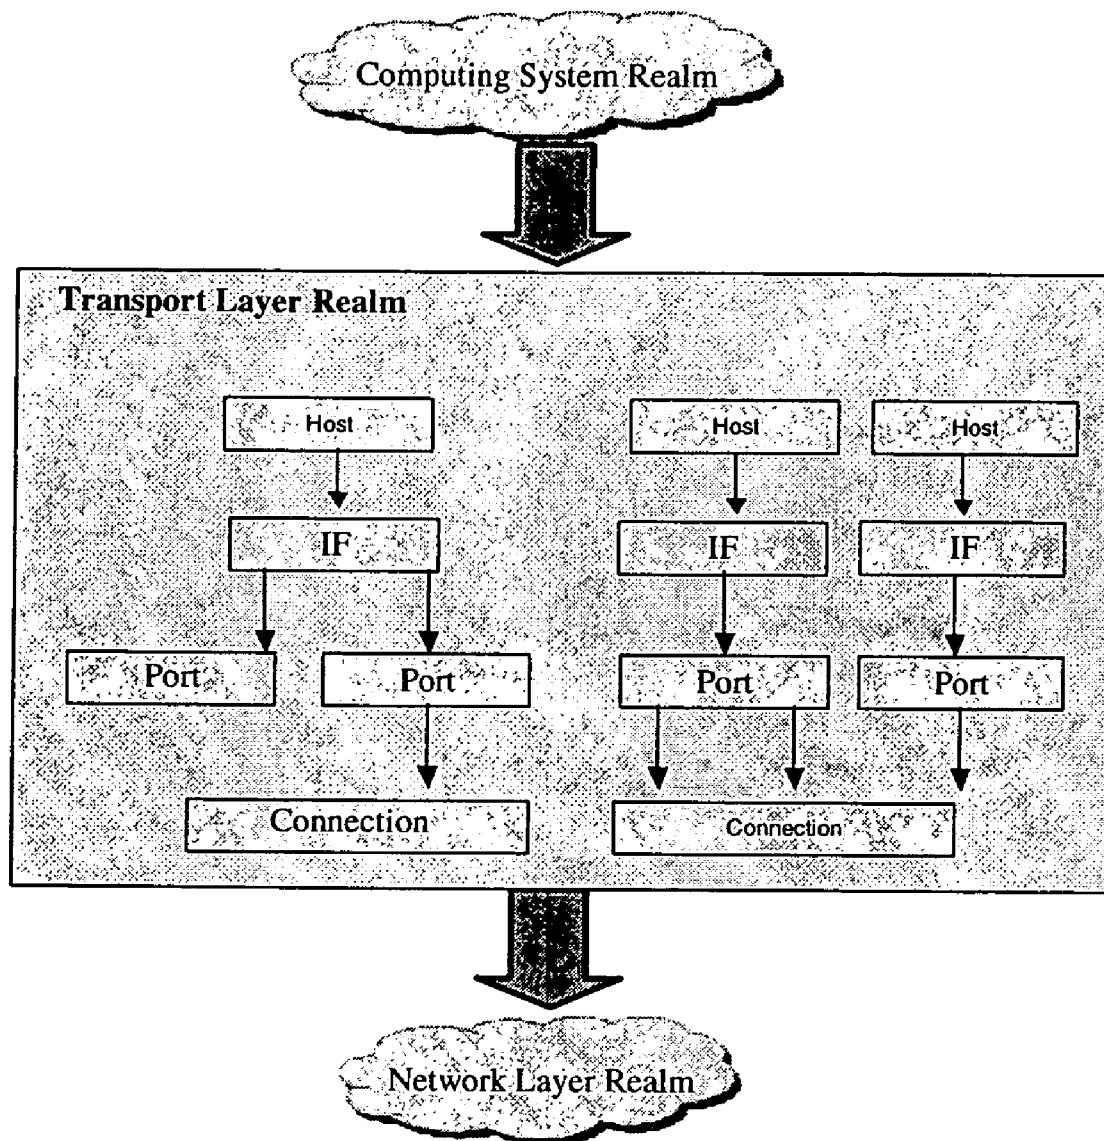 Computing System Realm
Transport Layer Realm
Host
Host
Host
IF
IF
IF
Port
Port
Port
Port
Connection
Connection
Network Layer Realm